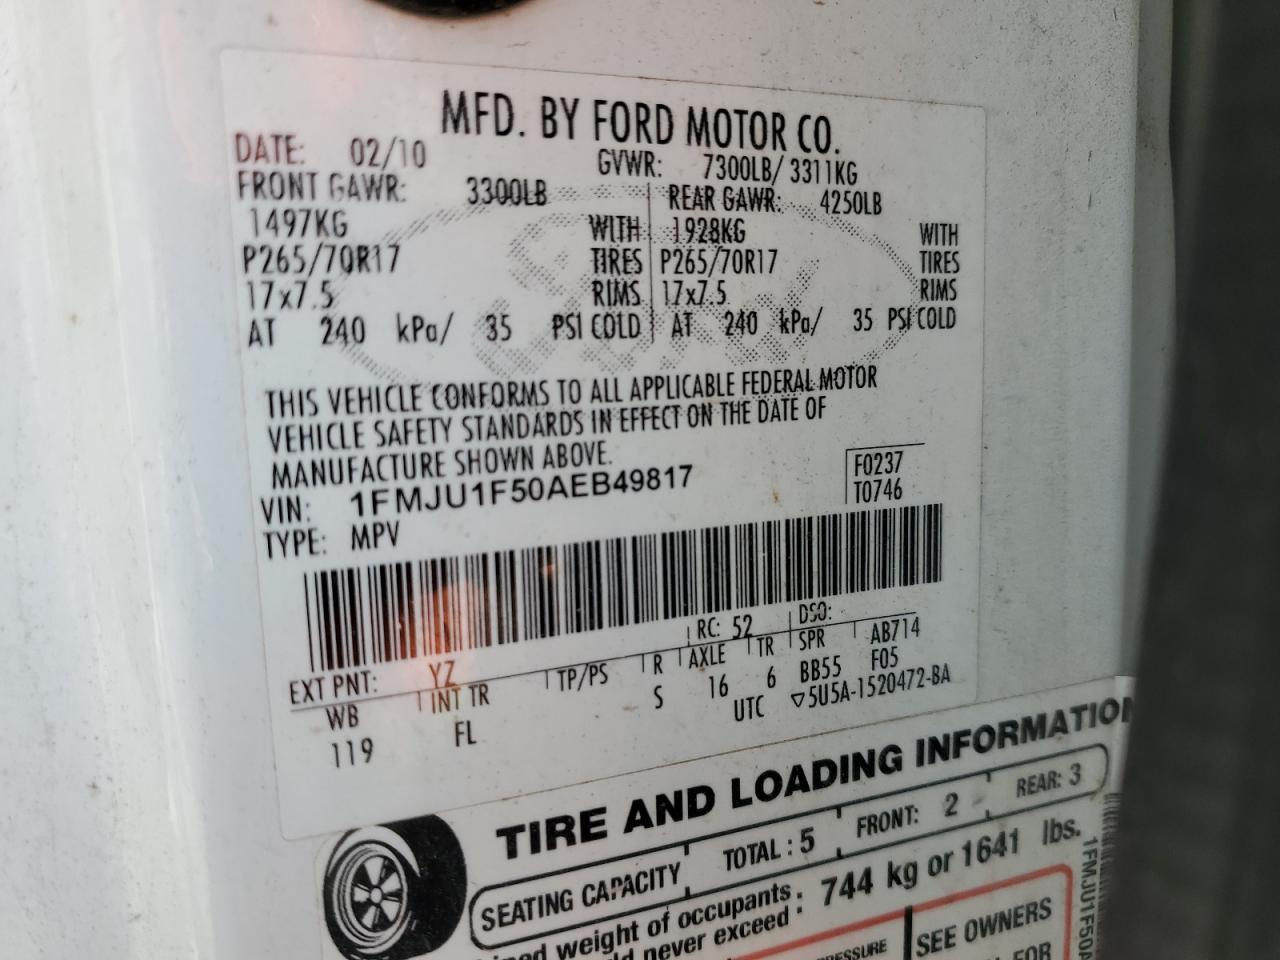 MFD. BY FORD MOTOR CO.
DATE: 02/10 GVWR: 7300LB/ 3311KG
FRONT GAWR: 3300LB REAR GAWR: 4250LB
1497KG WITH 1928KG WITH
P265/70R17 TIRES P265/70R17 TIRES
17x7.5 RIMS 17x7.5 RIMS
AT 240 kPa/ 35 PSI COLD AT 240 kPa/ 35 PSI COLD
THIS VEHICLE CONFORMS TO ALL APPLICABLE FEDERAL MOTOR
VEHICLE SAFETY STANDARDS IN EFFECT ON THE DATE OF
MANUFACTURE SHOWN ABOVE.
VIN: 1FMJU1F50AEB49817 F0237
TYPE: MPV T0746
EXT PNT: YZ RC: 52 DSO:
WB INT TR TP/PS R AXLE TR SPR AB714
119 FL S 16 6 BB55 F05
UTC ▽5U5A-1520472-BA
TIRE AND LOADING INFORMATION
SEATING CAPACITY TOTAL : 5 FRONT: 2 REAR: 3
weight of occupants
never exceed : 744 kg or 1641 lbs.
SEE OWNERS
FOR
1FMJU1F50A